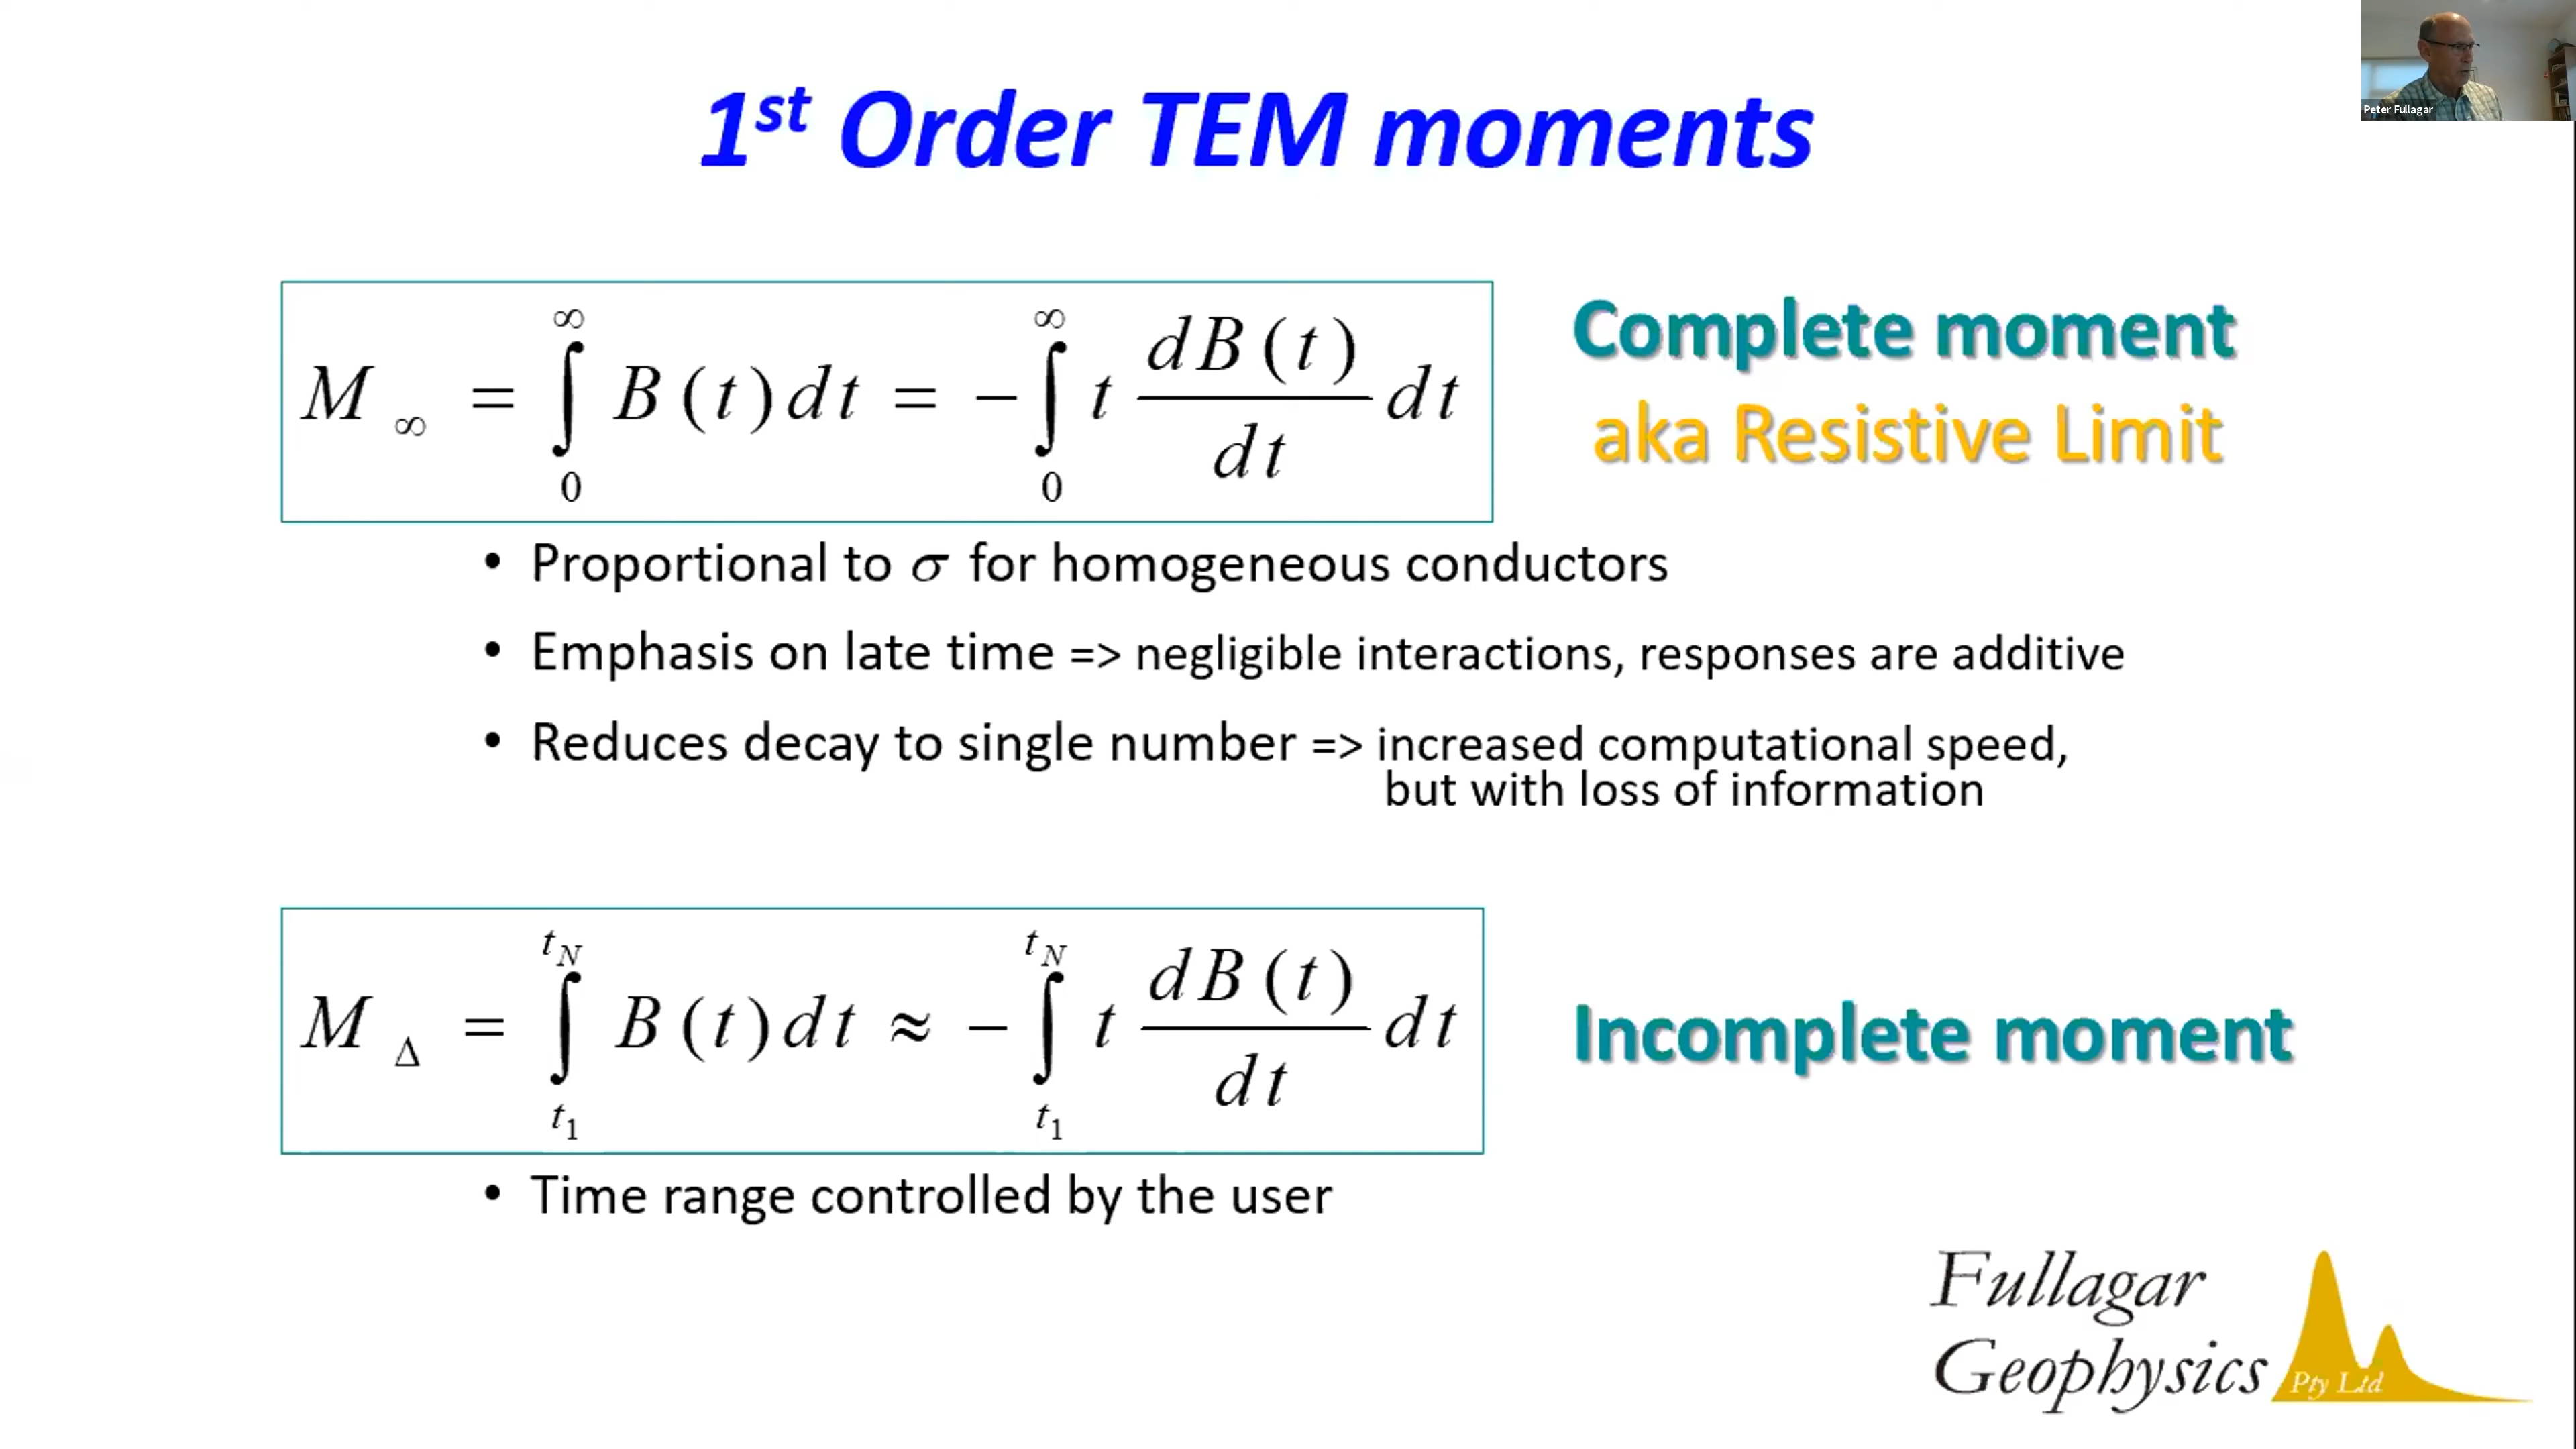 Peter Fullagar
1st Order TEM moments
M∞ = ∫₀^∞ B(t)dt = −∫₀^∞ t dB(t)/dt dt
Complete moment
aka Resistive Limit
• Proportional to σ for homogeneous conductors
• Emphasis on late time => negligible interactions, responses are additive
• Reduces decay to single number => increased computational speed,
but with loss of information
M_Δ = ∫_{t₁}^{t_N} B(t)dt ≈ −∫_{t₁}^{t_N} t dB(t)/dt dt
Incomplete moment
• Time range controlled by the user
Fullagar
Geophysics
Pty Ltd